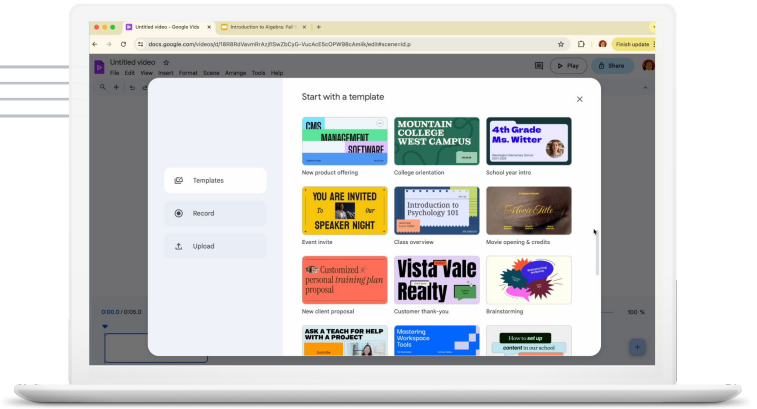 Untitled video - Google Vids
Introduction to Algebra: Fall
docs.google.com/videos/d/18R8RdVavmRrAzjf1SwZbCyG-VucAcE5cOPW98cAmiik/edit#scene=id.p
Finish update
Untitled video
File Edit View Insert Format Scene Arrange Tools Help
Play
Share
Start with a template
Templates
Record
Upload
CMS
MANAGEMENT
SOFTWARE
New product offering
MOUNTAIN
COLLEGE
WEST CAMPUS
College orientation
4th Grade
Ms. Witter
School year intro
YOU ARE INVITED
To Our
SPEAKER NIGHT
Event invite
Introduction to
Psychology 101
Class overview
Movie Title
Movie opening & credits
Customized
personal training plan
proposal
New client proposal
Vista Vale
Realty
Customer thank-you
Brainstorming
ASK A TEACH FOR HELP
WITH A PROJECT
Mastering
Workspace
Tools
How to set up
content in our school
0:00.0 / 0:05.0
100 %